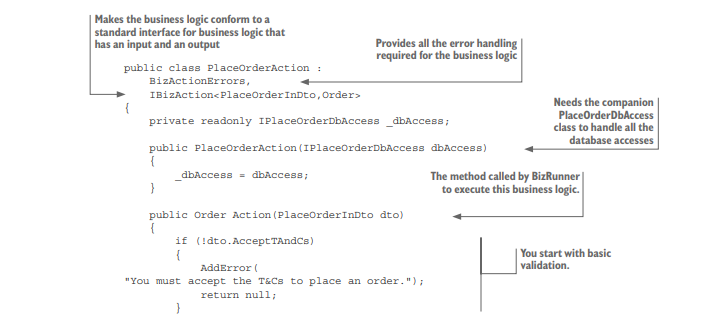 Makes the business logic conform to a
standard interface for business logic that
has an input and an output
Provides all the error handling
required for the business logic
public class PlaceOrderAction :
BizActionErrors,
IBizAction<PlaceOrderInDto,Order>
{
private readonly IPlaceOrderDbAccess _dbAccess;
Needs the companion
PlaceOrderDbAccess
class to handle all the
database accesses
public PlaceOrderAction(IPlaceOrderDbAccess dbAccess)
{
_dbAccess = dbAccess;
}
The method called by BizRunner
to execute this business logic.
public Order Action(PlaceOrderInDto dto)
{
if (!dto.AcceptTAndCs)
{
AddError(
"You must accept the T&Cs to place an order.");
return null;
}
You start with basic
validation.